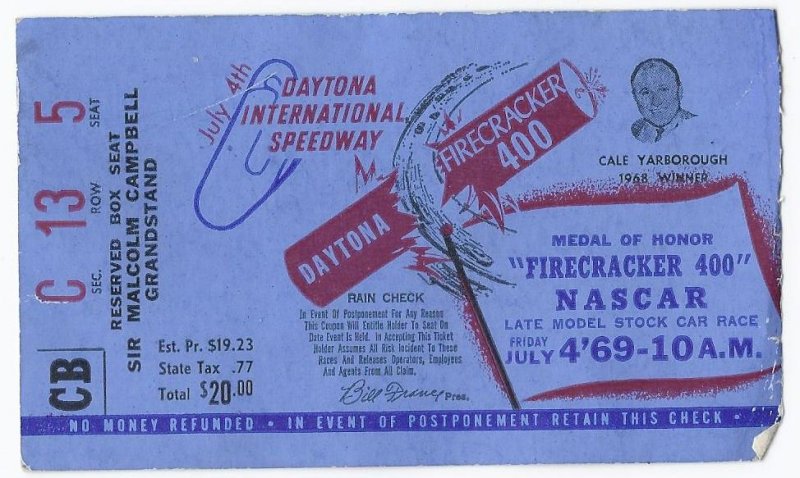 C 13 5
SEC. ROW SEAT
RESERVED BOX SEAT
SIR MALCOLM CAMPBELL
GRANDSTAND
CB
Est. Pr. $19.23
State Tax .77
Total $20.00
July 4th
DAYTONA
INTERNATIONAL
SPEEDWAY
DAYTONA
FIRECRACKER
400
CALE YARBOROUGH
1968 WINNER
RAIN CHECK
In Event Of Postponement For Any Reason
This Coupon Will Entitle Holder To Seat On
Date Event Is Held. In Accepting This Ticket
Holder Assumes All Risk Incident To These
Races And Releases Operators, Employees
And Agents From All Claim.
Bill France Pres.
MEDAL OF HONOR
"FIRECRACKER 400"
NASCAR
LATE MODEL STOCK CAR RACE
FRIDAY
JULY 4'69-10 A.M.
NO MONEY REFUNDED • IN EVENT OF POSTPONEMENT RETAIN THIS CHECK •